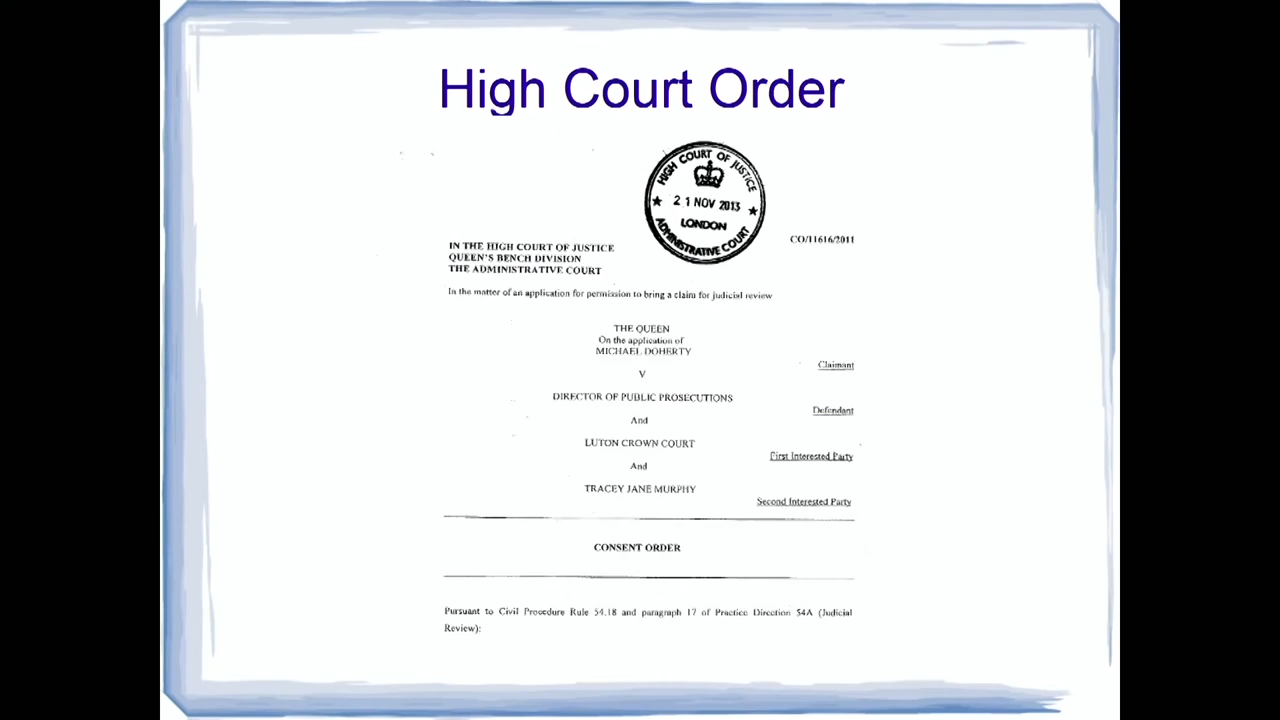 High Court Order
HIGH COURT OF JUSTICE
21 NOV 2013
LONDON
ADMINISTRATIVE COURT
CO/11616/2011
IN THE HIGH COURT OF JUSTICE
QUEEN'S BENCH DIVISION
THE ADMINISTRATIVE COURT
In the matter of an application for permission to bring a claim for judicial review
THE QUEEN
On the application of
MICHAEL DOHERTY
Claimant
V
DIRECTOR OF PUBLIC PROSECUTIONS
Defendant
And
LUTON CROWN COURT
First Interested Party
And
TRACEY JANE MURPHY
Second Interested Party
CONSENT ORDER
Pursuant to Civil Procedure Rule 54.18 and paragraph 17 of Practice Direction 54A (Judicial
Review):